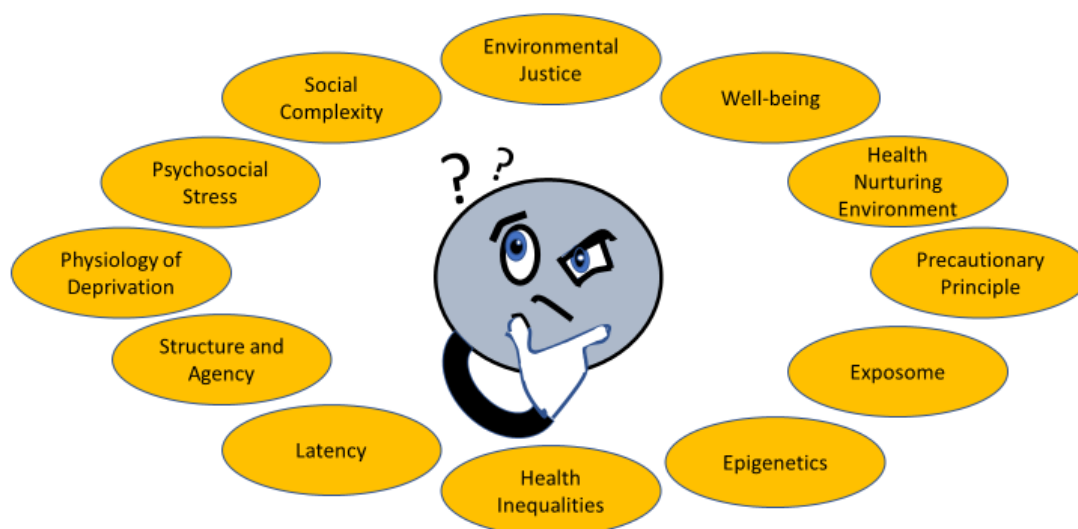 Environmental
Justice
Social
Complexity
Well-being
Psychosocial
Stress
Health
Nurturing
Environment
Physiology of
Deprivation
Precautionary
Principle
Structure and
Agency
Exposome
Latency
Health
Inequalities
Epigenetics
? ?